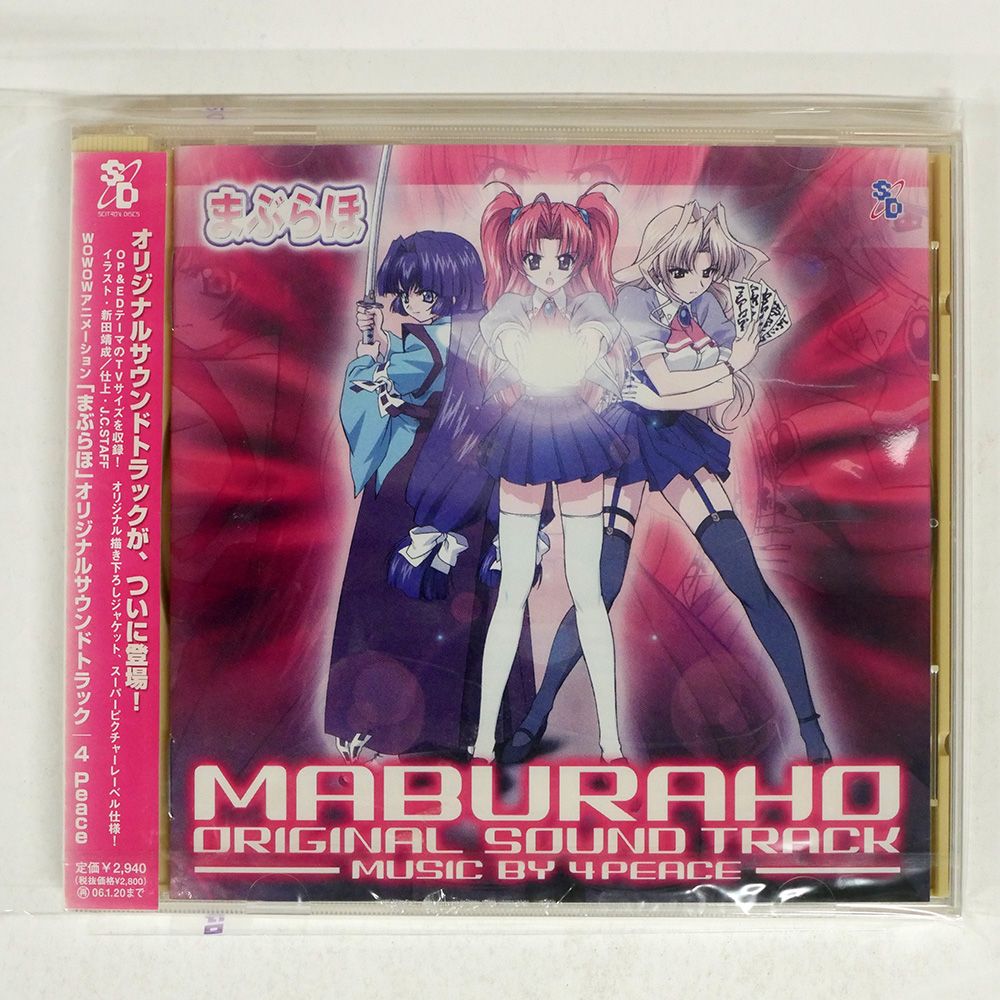 SD
SCITRON DISCS
オリジナルサウンドトラックが、ついに登場!
OP&EDテーマのTVサイズを収録! オリジナル描き下ろしジャケット、スーパーピクチャーレーベル仕様!
イラスト・新田靖成/仕上・J.C.STAFF
WOWOWアニメーション「まぶらほ」オリジナルサウンドトラック|4 Peace
定価¥2,940
(税抜価格¥2,800)
再 06.1.20まで
まぶらほ
SD
MABURAHO
ORIGINAL SOUND TRACK
MUSIC BY 4PEACE